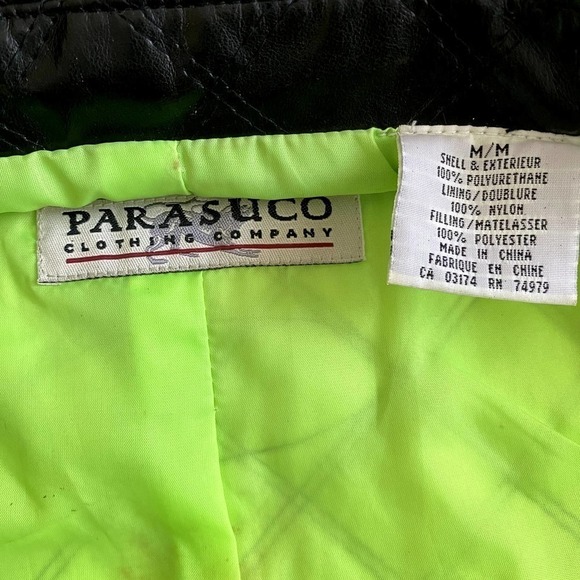 PARASUCO
CLOTHING COMPANY
M/M
SHELL & EXTERIEUR
100% POLYURETHANE
LINING/DOUBLURE
100% NYLON
FILLING/MATELASSER
100% POLYESTER
MADE IN CHINA
FABRIQUE EN CHINE
CA 03174 RN 74979